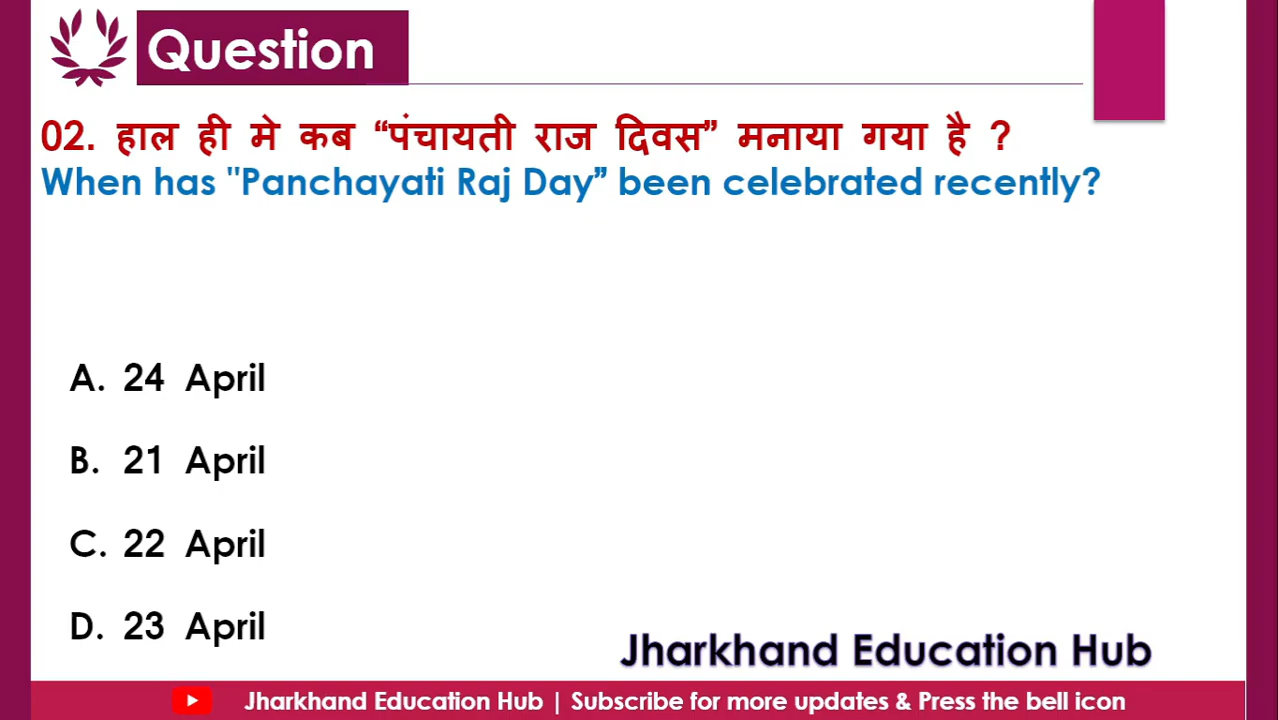 Question
02. हाल ही मे कब “पंचायती राज दिवस” मनाया गया है ?
When has "Panchayati Raj Day” been celebrated recently?
A. 24 April
B. 21 April
C. 22 April
D. 23 April
Jharkhand Education Hub
Jharkhand Education Hub | Subscribe for more updates & Press the bell icon